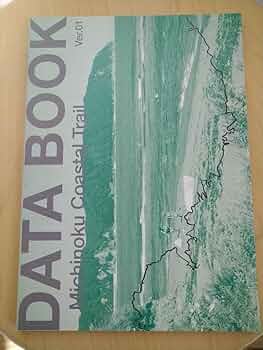 DATA BOOK
Michinoku Coastal Trail
Ver.01